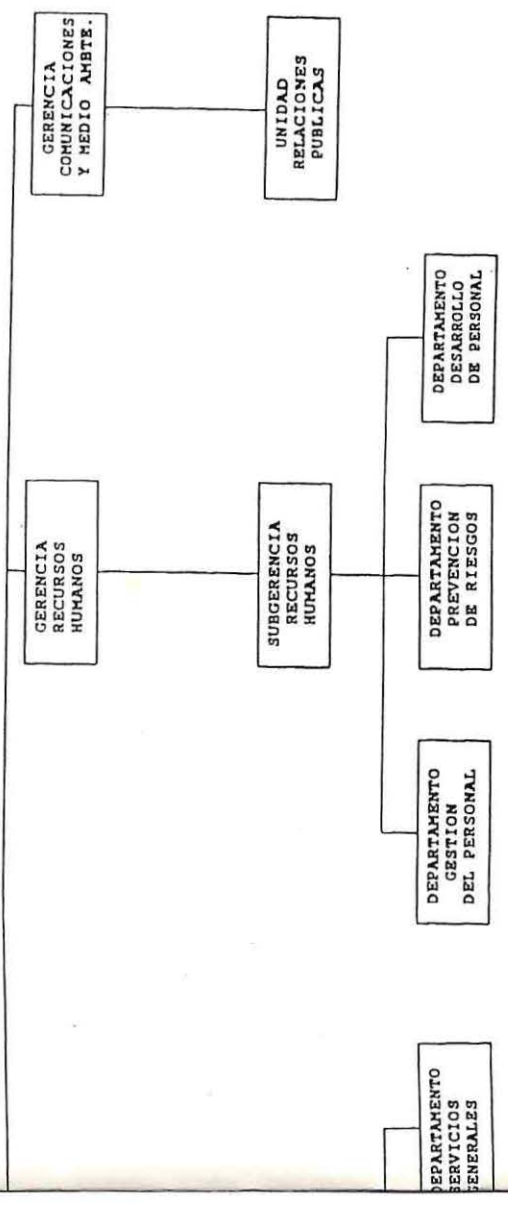 GERENCIA
RECURSOS
HUMANOS
GERENCIA
COMUNICACIONES
Y MEDIO AMBTE.
SUBGERENCIA
RECURSOS
HUMANOS
UNIDAD
RELACIONES
PUBLICAS
DEPARTAMENTO
SERVICIOS
GENERALES
DEPARTAMENTO
GESTION
DEL PERSONAL
DEPARTAMENTO
PREVENCION
DE RIESGOS
DEPARTAMENTO
DESARROLLO
DE PERSONAL